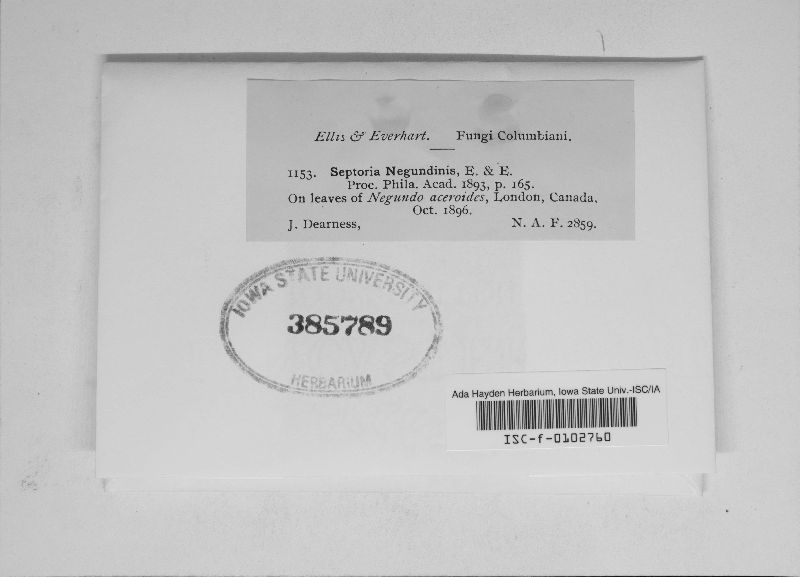 Ellis & Everhart. Fungi Columbiani.
1153. Septoria Negundinis, E. & E.
Proc. Phila. Acad. 1893, p. 165.
On leaves of Negundo aceroides, London, Canada.
Oct. 1896.
J. Dearness, N. A. F. 2859.
IOWA STATE UNIVERSITY
385789
HERBARIUM
Ada Hayden Herbarium, Iowa State Univ.-ISC/IA
ISC-f-0102760